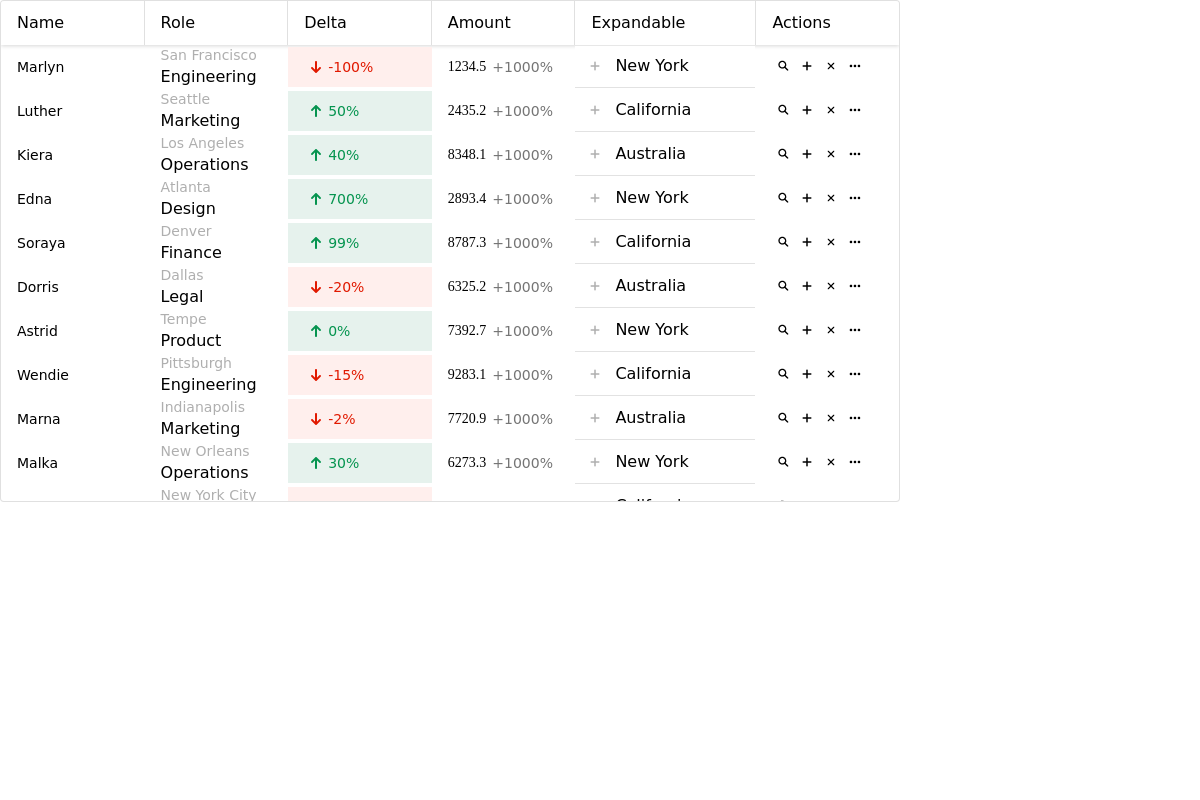 Name Role Delta Amount Expandable Actions
San Francisco
Marlyn Engineering -100% 1234.5 +1000% New York
Seattle
Luther Marketing 50% 2435.2 +1000% California
Los Angeles
Kiera Operations 40% 8348.1 +1000% Australia
Atlanta
Edna Design 700% 2893.4 +1000% New York
Denver
Soraya Finance 99% 8787.3 +1000% California
Dallas
Dorris Legal -20% 6325.2 +1000% Australia
Tempe
Astrid Product 0% 7392.7 +1000% New York
Pittsburgh
Wendie Engineering -15% 9283.1 +1000% California
Indianapolis
Marna Marketing -2% 7720.9 +1000% Australia
New Orleans
Malka Operations 30% 6273.3 +1000% New York
New York City